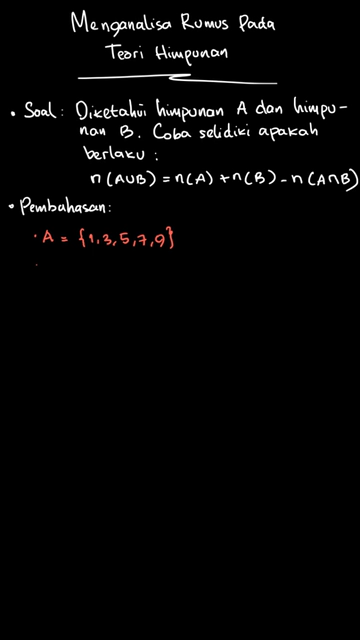 Menganalisa Rumus Pada
Teori Himpunan
• Soal: Diketahui himpunan A dan himpu-
nan B. Coba selidiki apakah
berlaku :
n(A∪B) = n(A) + n(B) - n(A∩B)
• Pembahasan:
• A = {1, 3, 5, 7, 9}